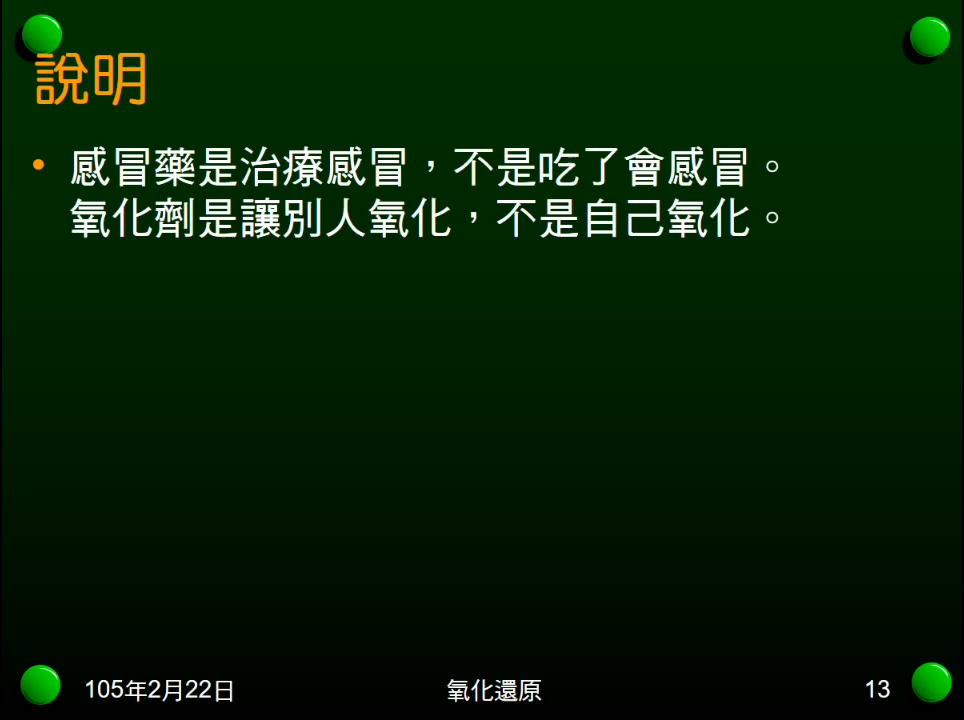 說明
• 感冒藥是治療感冒，不是吃了會感冒。
氧化劑是讓別人氧化，不是自己氧化。
105年2月22日
氧化還原
13